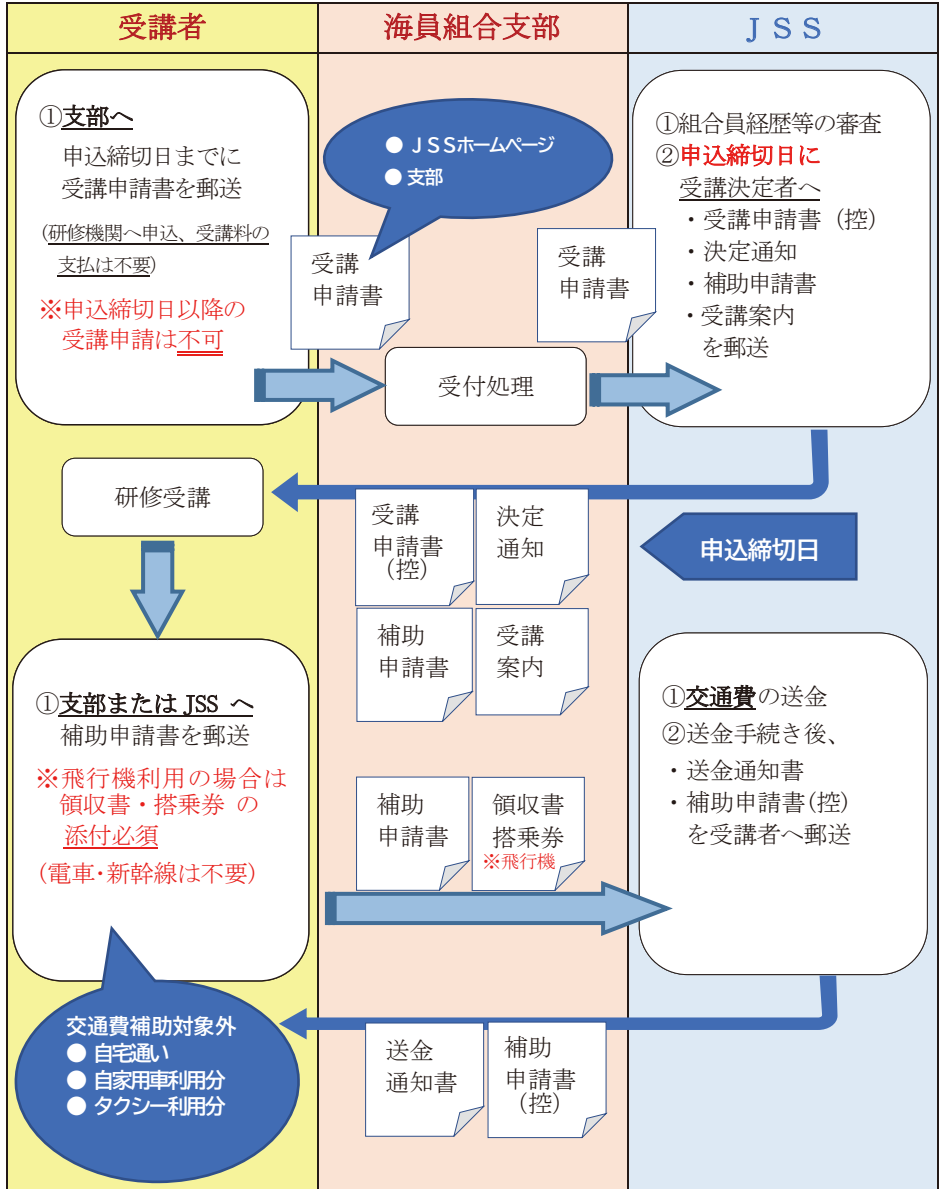 受講者
海員組合支部
ＪＳＳ
①支部へ
申込締切日までに
受講申請書を郵送
(研修機関へ申込、受講料の
支払は不要)
※申込締切日以降の
受講申請は不可
● ＪＳＳホームページ
● 支部
受講
申請書
受講
申請書
受付処理
①組合員経歴等の審査
②申込締切日に
受講決定者へ
・受講申請書（控）
・決定通知
・補助申請書
・受講案内
を郵送
研修受講
受講
申請書
（控）
決定
通知
補助
申請書
受講
案内
申込締切日
①支部または JSS へ
補助申請書を郵送
※飛行機利用の場合は
領収書・搭乗券 の
添付必須
(電車・新幹線は不要)
補助
申請書
領収書
搭乗券
※飛行機
①交通費の送金
②送金手続き後、
・送金通知書
・補助申請書(控)
を受講者へ郵送
交通費補助対象外
● 自宅通い
● 自家用車利用分
● タクシー利用分
送金
通知書
補助
申請書
（控）